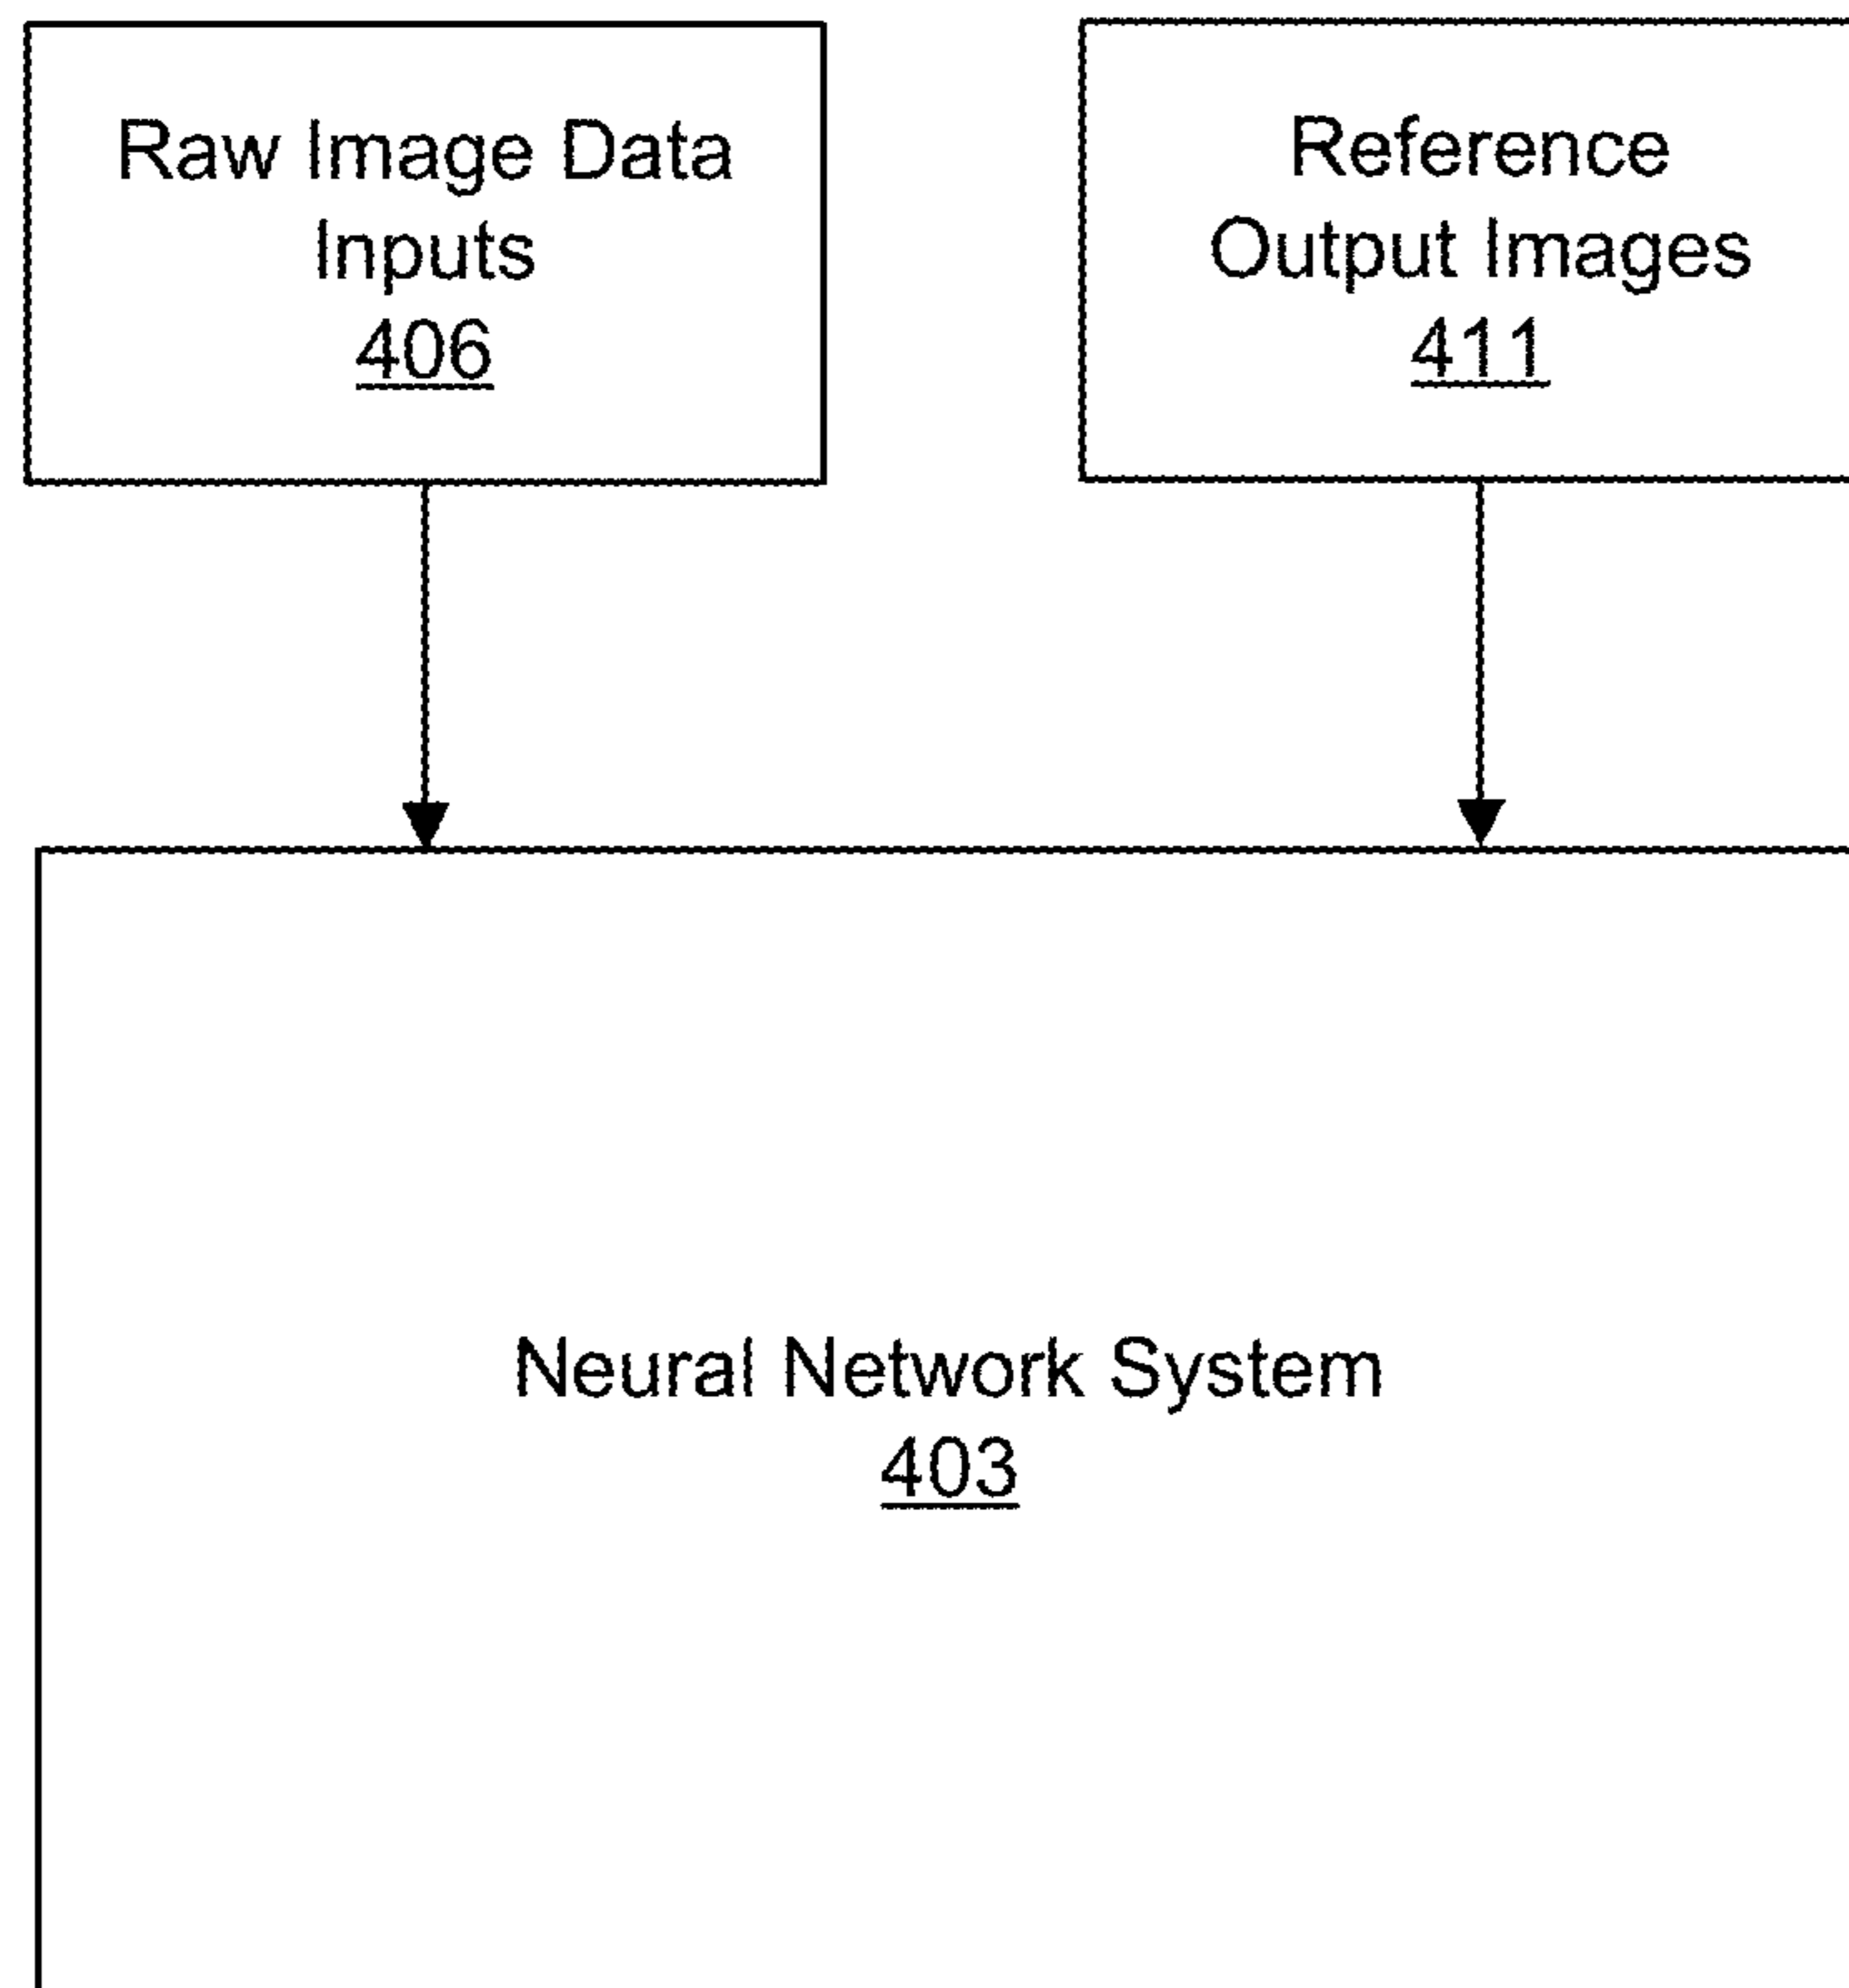 Raw Image Data
Inputs
406
Reference
Output Images
411
Neural Network System
403